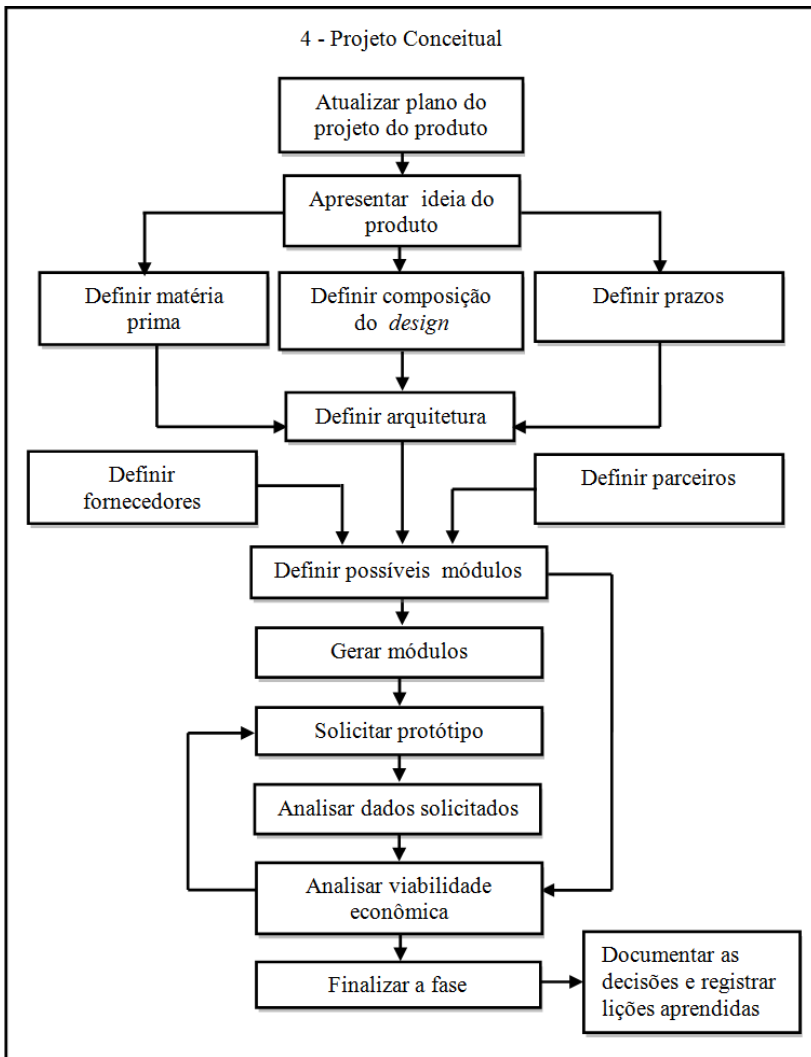 4 - Projeto Conceitual
Atualizar plano do
projeto do produto
Apresentar ideia do
produto
Definir matéria
prima
Definir composição
do design
Definir prazos
Definir arquitetura
Definir
fornecedores
Definir parceiros
Definir possíveis módulos
Gerar módulos
Solicitar protótipo
Analisar dados solicitados
Analisar viabilidade
econômica
Finalizar a fase
Documentar as
decisões e registrar
lições aprendidas